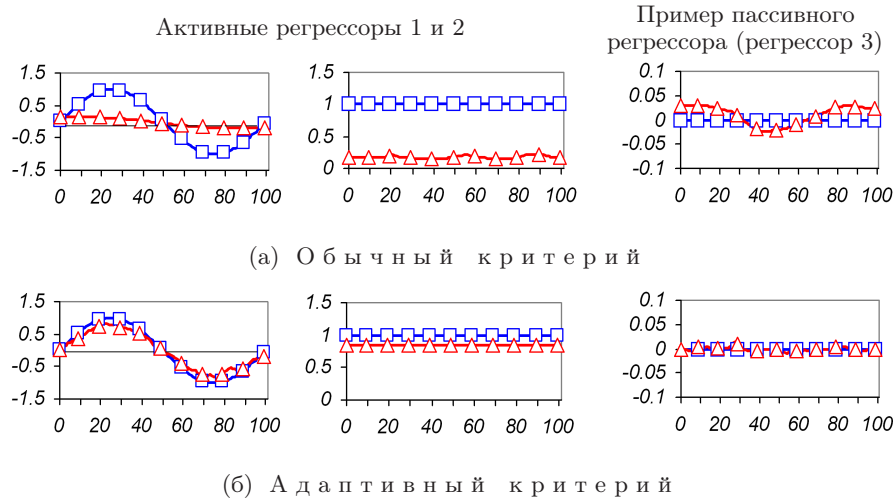 Активные регрессоры 1 и 2
Пример пассивного
регрессора (регрессор 3)
1.5
0.5
-0.5
-1.5
0 20 40 60 80 100
1.5
1
0.5
0
0 20 40 60 80 100
0.1
0.05
0
-0.05
-0.1
0 20 40 60 80 100
(а) Обычный критерий
1.5
0.5
-0.5
-1.5
0 20 40 60 80 100
1.5
1
0.5
0
0 20 40 60 80 100
0.1
0.05
0
-0.05
-0.1
0 20 40 60 80 100
(б) Адаптивный критерий